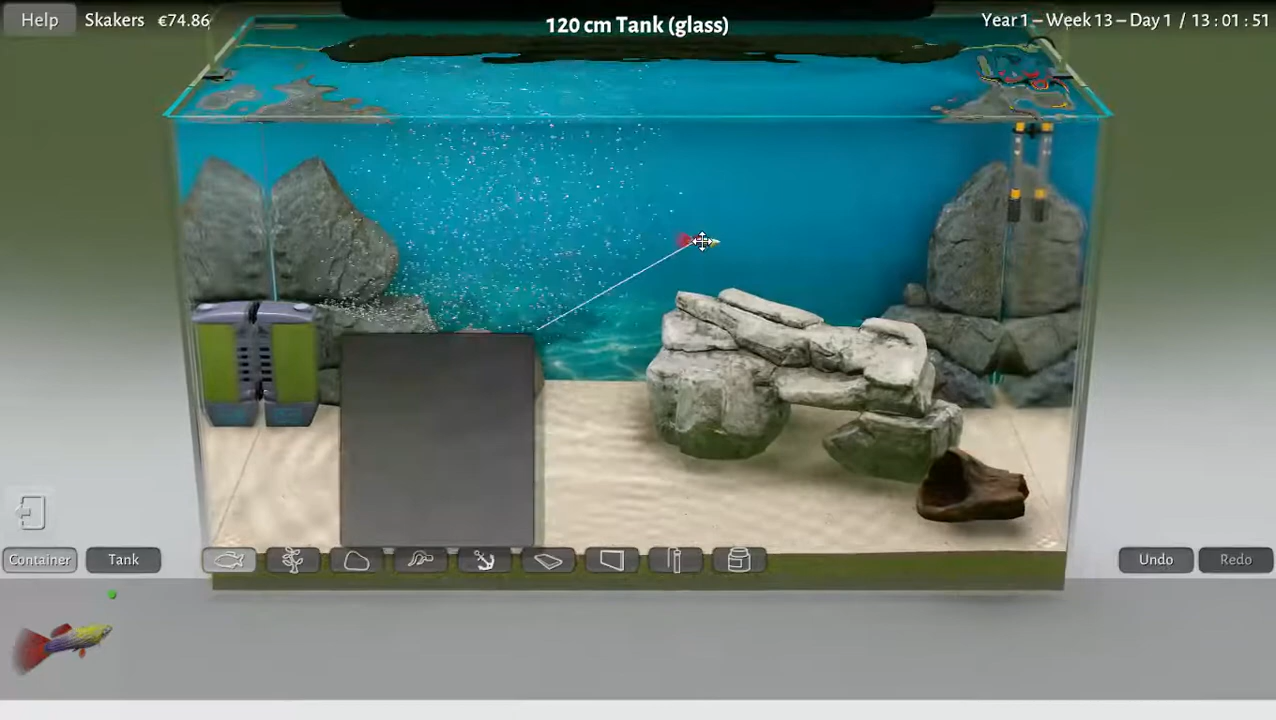 Help
Skakers €74.86
120 cm Tank (glass)
Year 1 – Week 13 – Day 1 / 13:01:51
Container
Tank
Undo
Redo